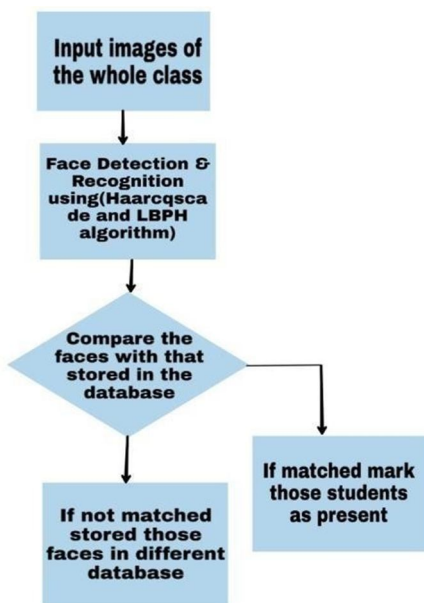 Input images of
the whole class
Face Detection &
Recognition
using(Haarcqsca
de and LBPH
algorithm)
Compare the
faces with that
stored in the
database
If matched mark
those students
as present
If not matched
stored those
faces in different
database